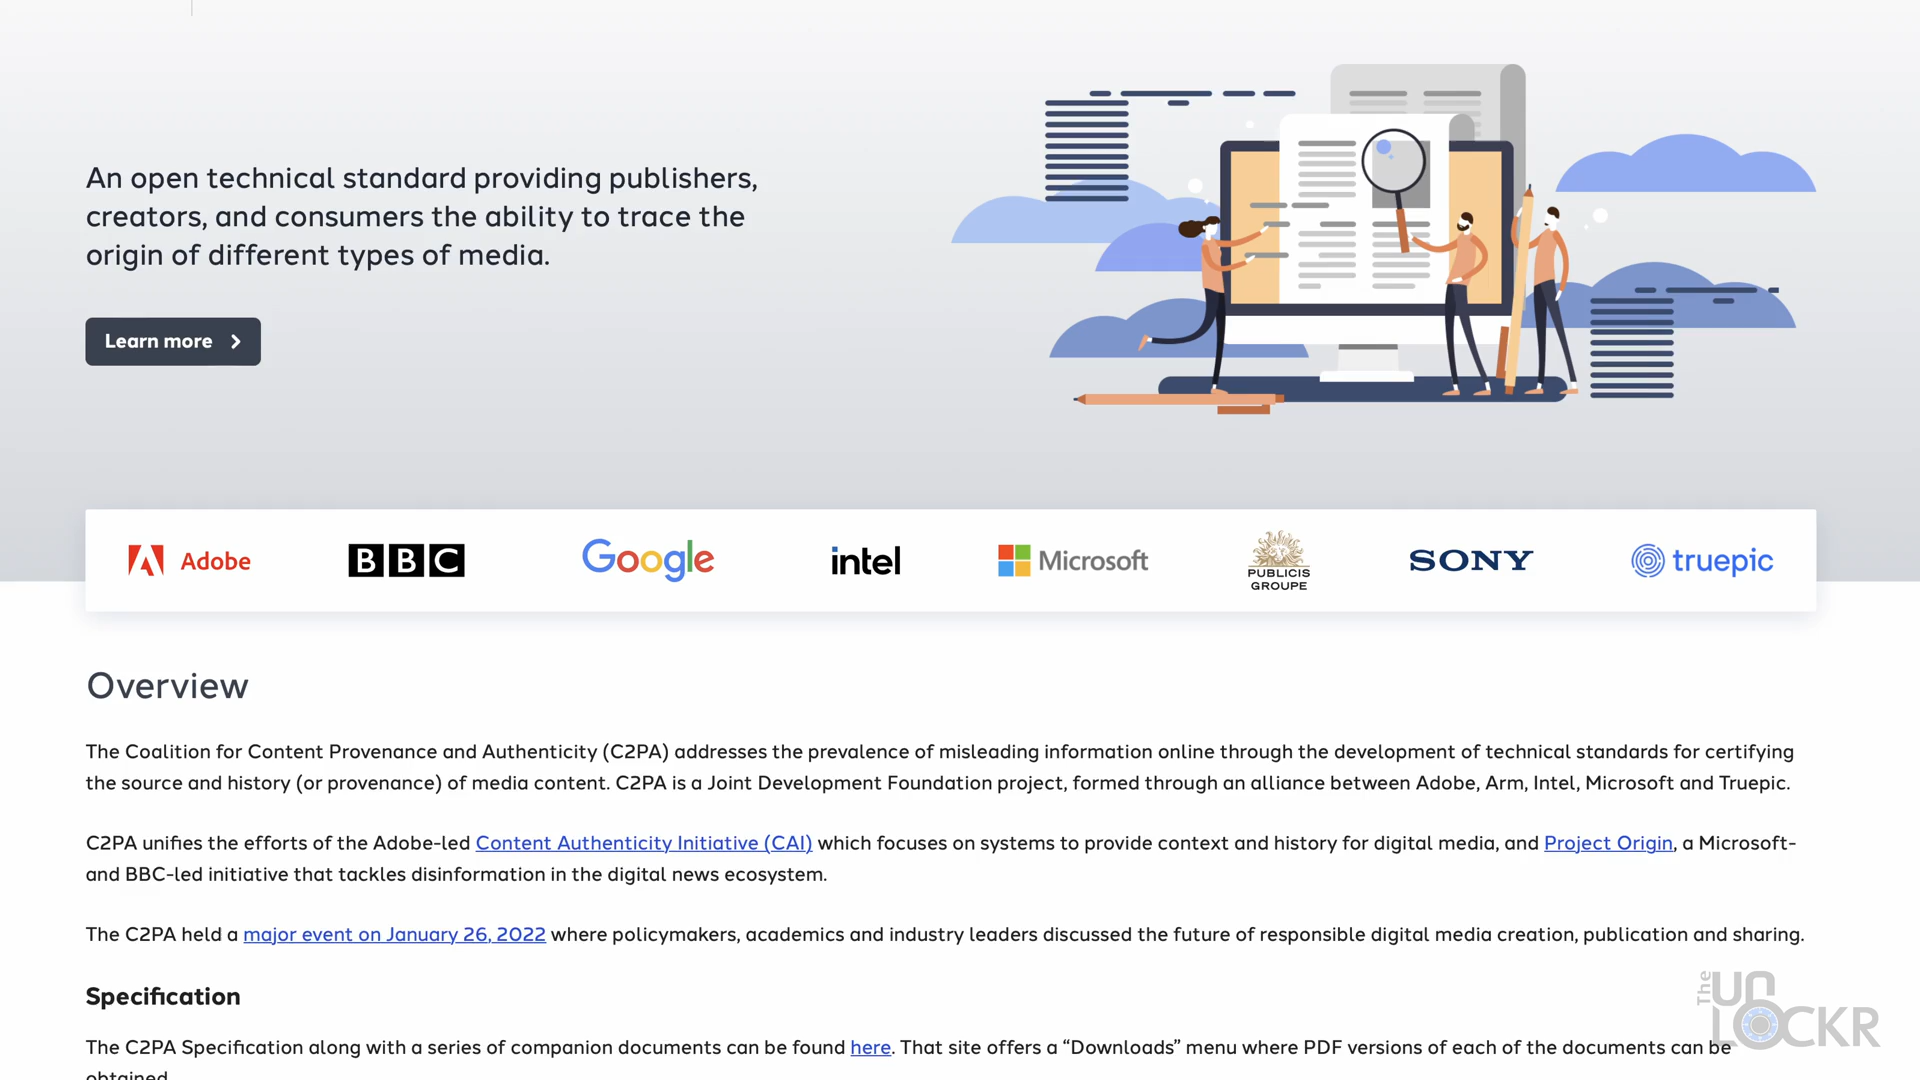 An open technical standard providing publishers,
creators, and consumers the ability to trace the
origin of different types of media.
Learn more
Adobe
BBC
Google
intel
Microsoft
PUBLICIS
GROUPE
SONY
truepic
Overview
The Coalition for Content Provenance and Authenticity (C2PA) addresses the prevalence of misleading information online through the development of technical standards for certifying
the source and history (or provenance) of media content. C2PA is a Joint Development Foundation project, formed through an alliance between Adobe, Arm, Intel, Microsoft and Truepic.
C2PA unifies the efforts of the Adobe-led Content Authenticity Initiative (CAI) which focuses on systems to provide context and history for digital media, and Project Origin, a Microsoft-
and BBC-led initiative that tackles disinformation in the digital news ecosystem.
The C2PA held a major event on January 26, 2022 where policymakers, academics and industry leaders discussed the future of responsible digital media creation, publication and sharing.
Specification
The C2PA Specification along with a series of companion documents can be found here. That site offers a “Downloads” menu where PDF versions of each of the documents can be
obtained.
The UNLOCKR